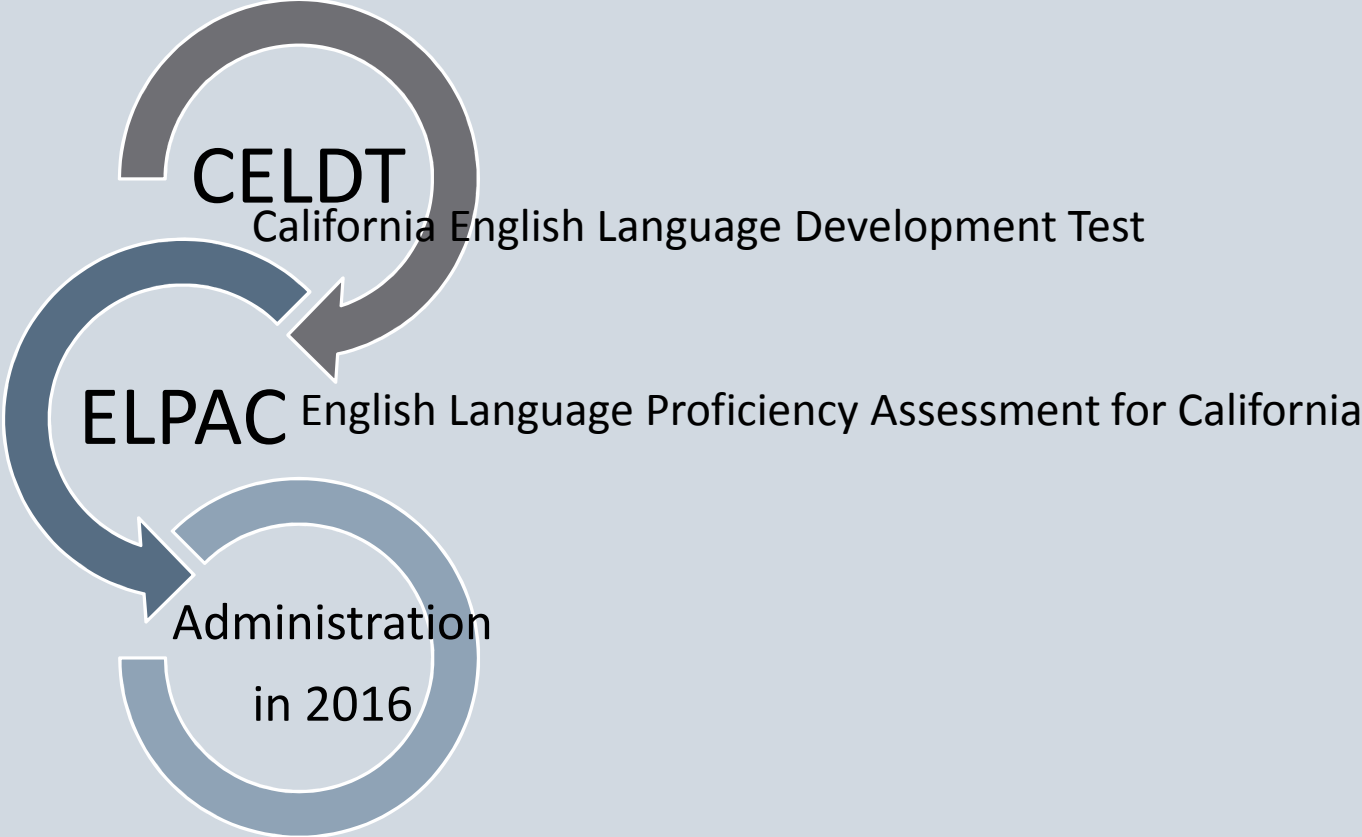 CELDT
California English Language Development Test
ELPAC English Language Proficiency Assessment for California
Administration
in 2016